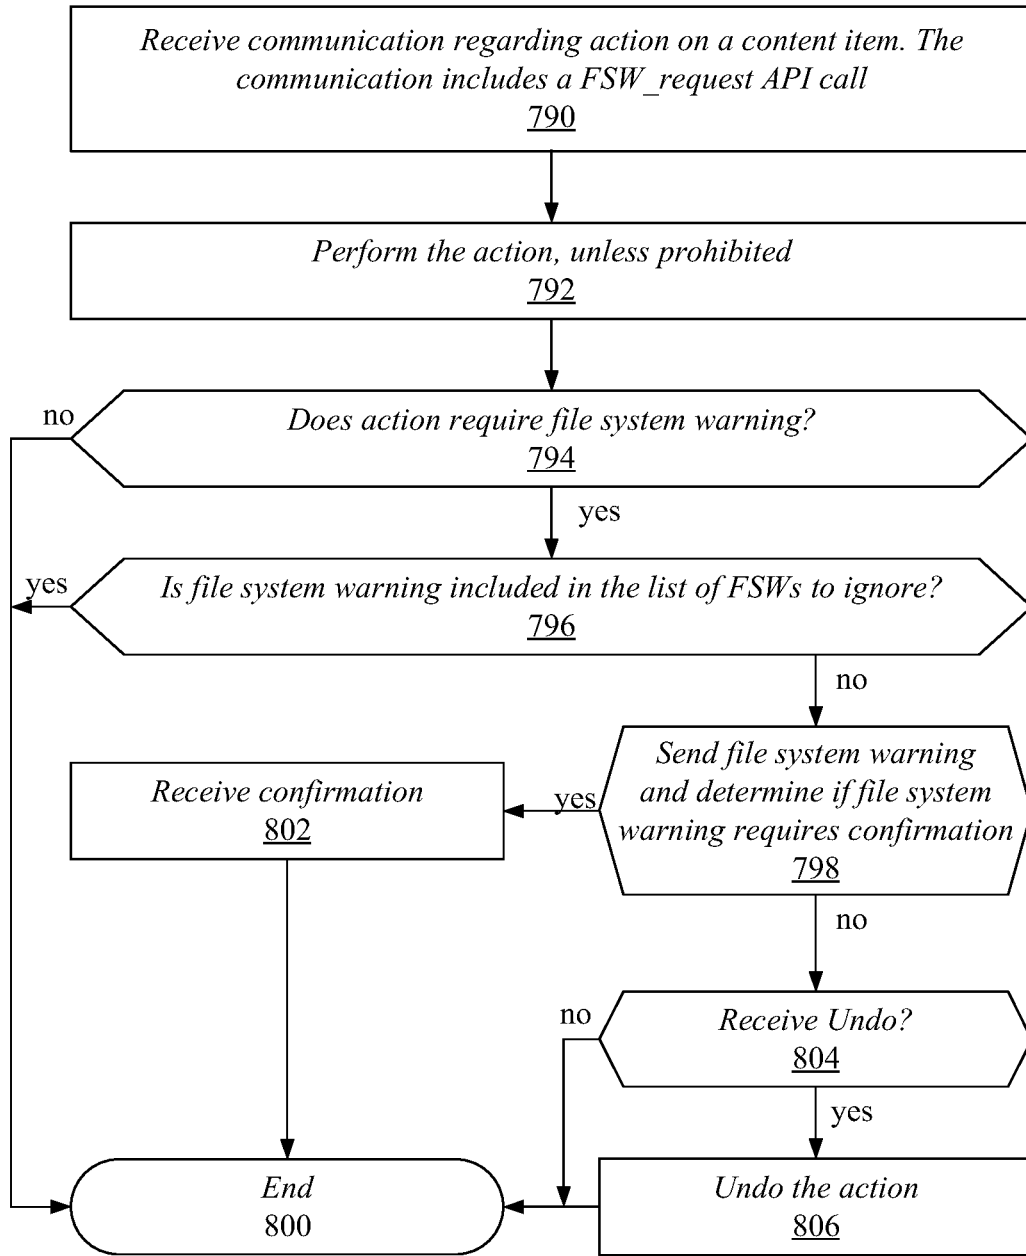 Receive communication regarding action on a content item. The
communication includes a FSW_request API call
790
Perform the action, unless prohibited
792
no
Does action require file system warning?
794
yes
yes
Is file system warning included in the list of FSWs to ignore?
796
no
Send file system warning
and determine if file system
warning requires confirmation
798
yes
Receive confirmation
802
no
no
Receive Undo?
804
yes
End
800
Undo the action
806